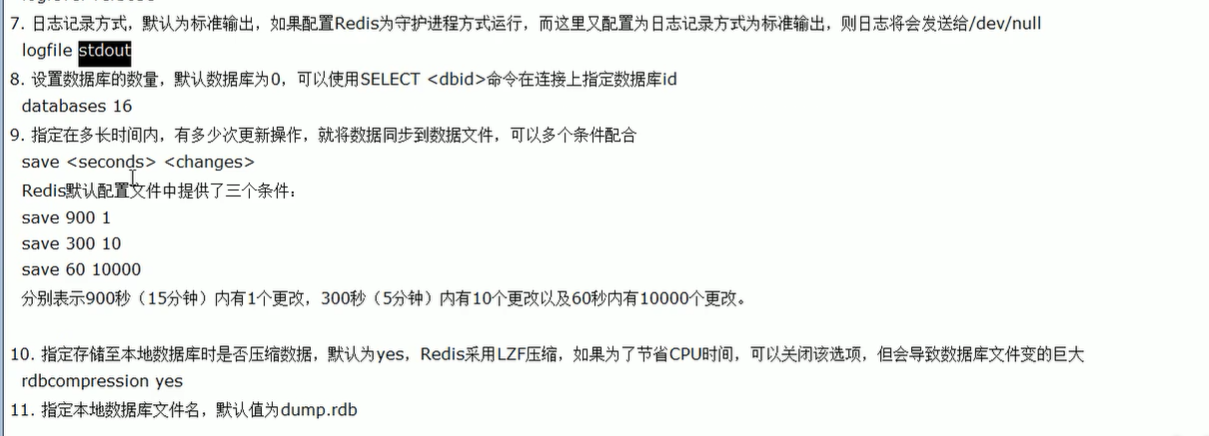 7. 日志记录方式，默认为标准输出，如果配置Redis为守护进程方式运行，而这里又配置为日志记录方式为标准输出，则日志将会发送给/dev/null
logfile stdout
8. 设置数据库的数量，默认数据库为0，可以使用SELECT <dbid>命令在连接上指定数据库id
databases 16
9. 指定在多长时间内，有多少次更新操作，就将数据同步到数据文件，可以多个条件配合
save <seconds> <changes>
Redis默认配置文件中提供了三个条件：
save 900 1
save 300 10
save 60 10000
分别表示900秒（15分钟）内有1个更改，300秒（5分钟）内有10个更改以及60秒内有10000个更改。
10. 指定存储至本地数据库时是否压缩数据，默认为yes，Redis采用LZF压缩，如果为了节省CPU时间，可以关闭该选项，但会导致数据库文件变的巨大
rdbcompression yes
11. 指定本地数据库文件名，默认值为dump.rdb